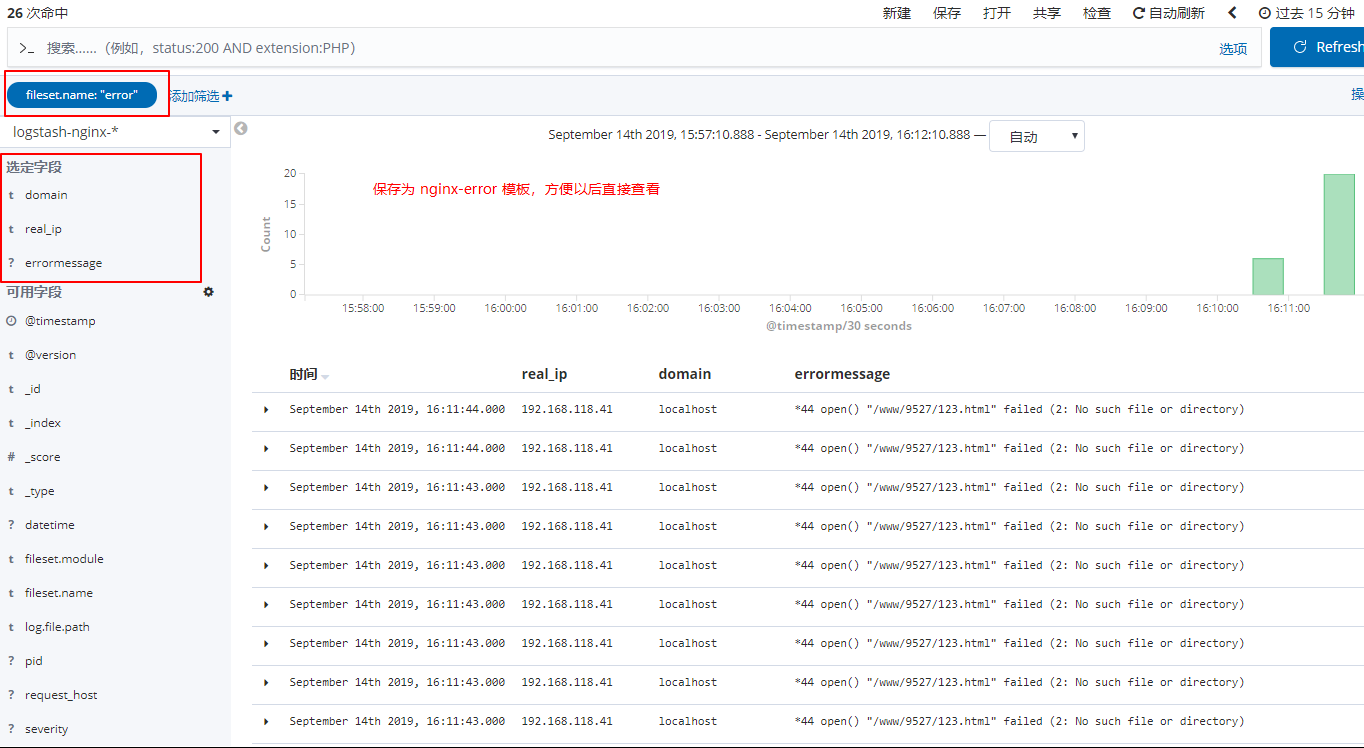 26 次命中
新建 保存 打开 共享 检查 自动刷新 过去 15 分钟
>_ 搜索...... (例如，status:200 AND extension:PHP)
选项 Refresh
fileset.name: "error" 添加筛选
logstash-nginx-*
September 14th 2019, 15:57:10.888 - September 14th 2019, 16:12:10.888 — 自动
选定字段
t domain
t real_ip
? errormessage
可用字段
@timestamp
t @version
t _id
t _index
# _score
t _type
? datetime
t fileset.module
t fileset.name
t log.file.path
? pid
? request_host
? severity
保存为 nginx-error 模板，方便以后直接查看
Count
20
15
10
5
0
15:58:00 15:59:00 16:00:00 16:01:00 16:02:00 16:03:00 16:04:00 16:05:00 16:06:00 16:07:00 16:08:00 16:09:00 16:10:00 16:11:00
@timestamp/30 seconds
时间 real_ip domain errormessage
September 14th 2019, 16:11:44.000 192.168.118.41 localhost *44 open() "/www/9527/123.html" failed (2: No such file or directory)
September 14th 2019, 16:11:44.000 192.168.118.41 localhost *44 open() "/www/9527/123.html" failed (2: No such file or directory)
September 14th 2019, 16:11:43.000 192.168.118.41 localhost *44 open() "/www/9527/123.html" failed (2: No such file or directory)
September 14th 2019, 16:11:43.000 192.168.118.41 localhost *44 open() "/www/9527/123.html" failed (2: No such file or directory)
September 14th 2019, 16:11:43.000 192.168.118.41 localhost *44 open() "/www/9527/123.html" failed (2: No such file or directory)
September 14th 2019, 16:11:43.000 192.168.118.41 localhost *44 open() "/www/9527/123.html" failed (2: No such file or directory)
September 14th 2019, 16:11:43.000 192.168.118.41 localhost *44 open() "/www/9527/123.html" failed (2: No such file or directory)
September 14th 2019, 16:11:43.000 192.168.118.41 localhost *44 open() "/www/9527/123.html" failed (2: No such file or directory)
September 14th 2019, 16:11:43.000 192.168.118.41 localhost *44 open() "/www/9527/123.html" failed (2: No such file or directory)